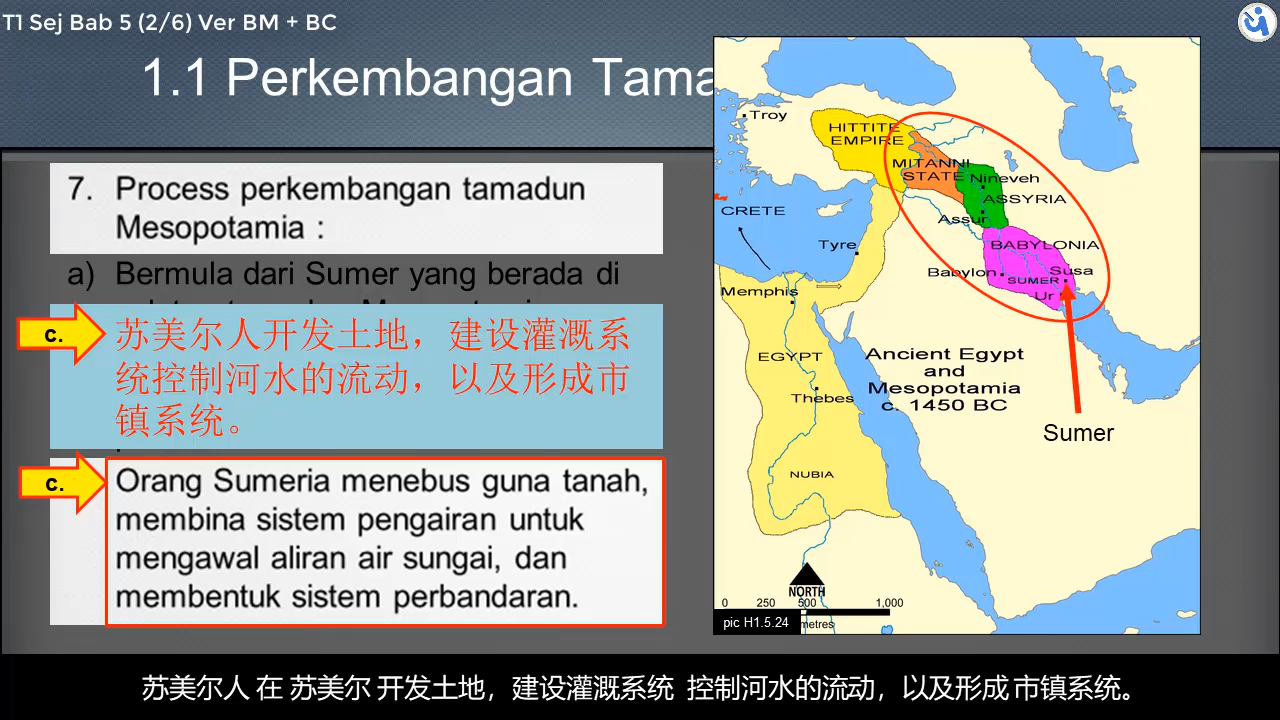 T1 Sej Bab 5 (2/6) Ver BM + BC
1.1 Perkembangan Tama
7. Process perkembangan tamadun
Mesopotamia :
a) Bermula dari Sumer yang berada di
c. 苏美尔人开发土地，建设灌溉系
统控制河水的流动，以及形成市
镇系统。
c. Orang Sumeria menebus guna tanah,
membina sistem pengairan untuk
mengawal aliran air sungai, dan
membentuk sistem perbandaran.
Troy
HITTITE
EMPIRE
MITANNI
STATE
Nineveh
ASSYRIA
CRETE
Assur
Tyre
BABYLONIA
Babylon
Susa
SUMER
Ur
Memphis
EGYPT
Ancient Egypt
and
Mesopotamia
c. 1450 BC
Thebes
Sumer
NUBIA
NORTH
0 250 500 1,000
metres
pic H1.5.24
苏美尔人 在 苏美尔 开发土地，建设灌溉系统 控制河水的流动，以及形成 市镇系统。